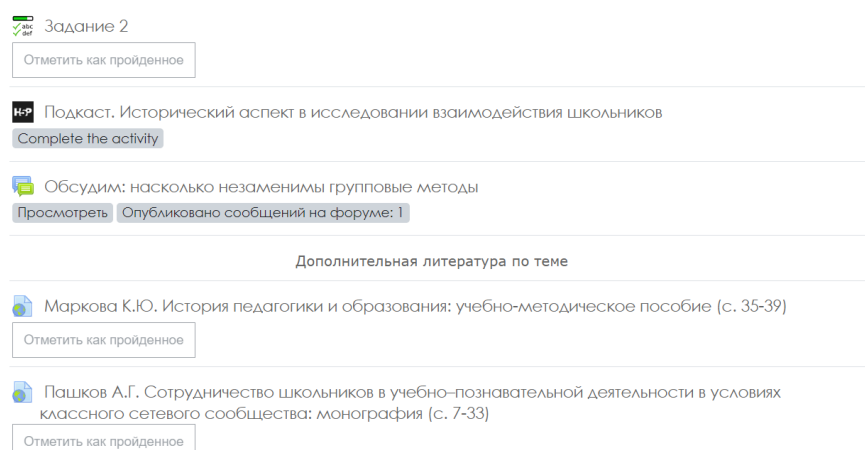 abc
def
Задание 2
Отметить как пройденное
H5P
Подкаст. Исторический аспект в исследовании взаимодействия школьников
Complete the activity
Обсудим: насколько незаменимы групповые методы
Просмотреть Опубликовано сообщений на форуме: 1
Дополнительная литература по теме
Маркова К.Ю. История педагогики и образования: учебно-методическое пособие (с. 35-39)
Отметить как пройденное
Пашков А.Г. Сотрудничество школьников в учебно–познавательной деятельности в условиях
классного сетевого сообщества: монография (с. 7-33)
Отметить как пройденное